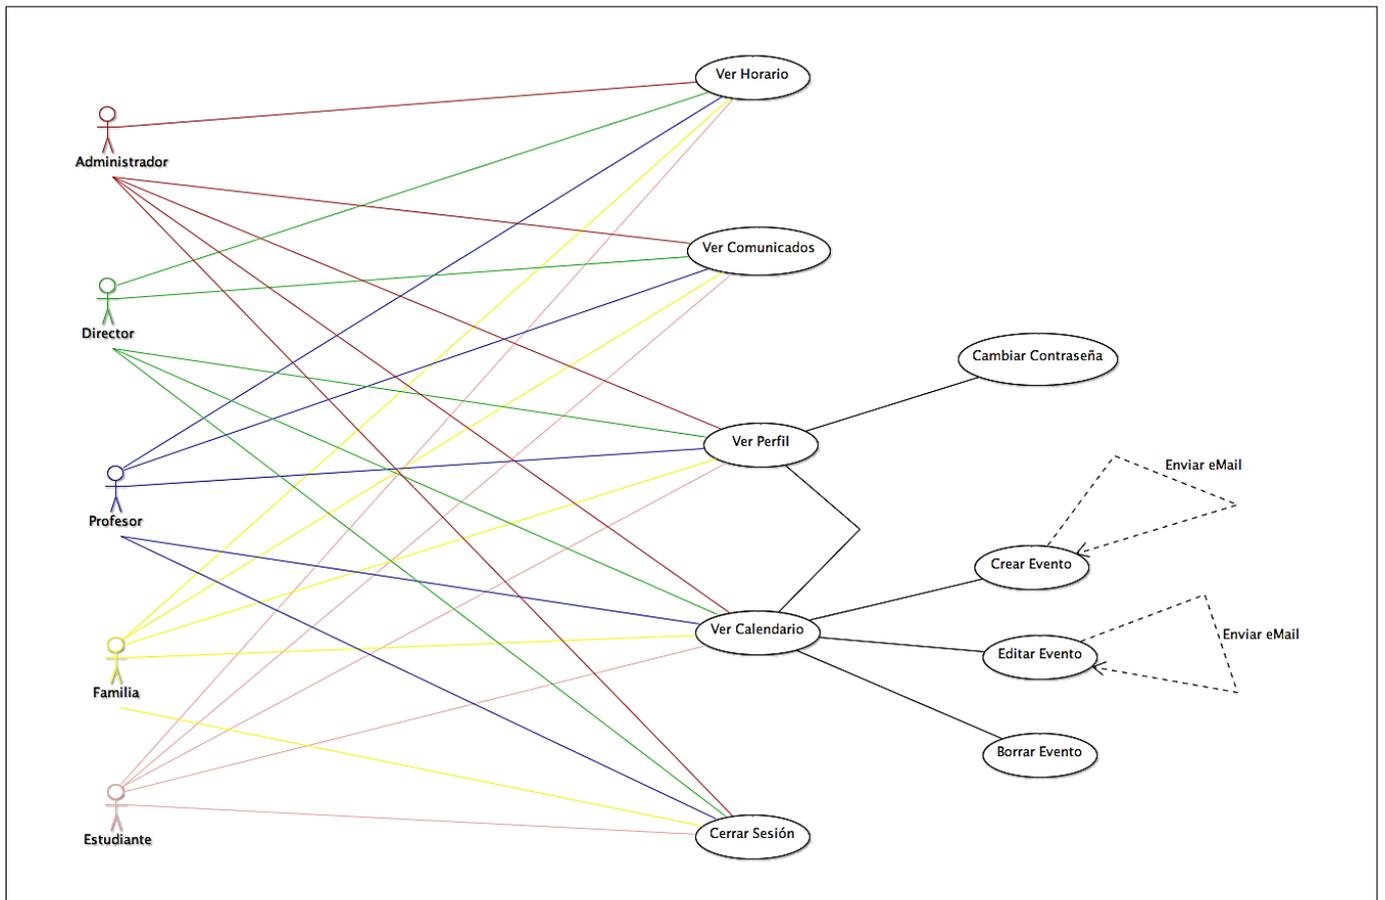 Ver Horario
Administrador
Ver Comunicados
Director
Cambiar Contraseña
Ver Perfil
Enviar eMail
Profesor
Crear Evento
Ver Calendario
Enviar eMail
Editar Evento
Familia
Borrar Evento
Cerrar Sesión
Estudiante